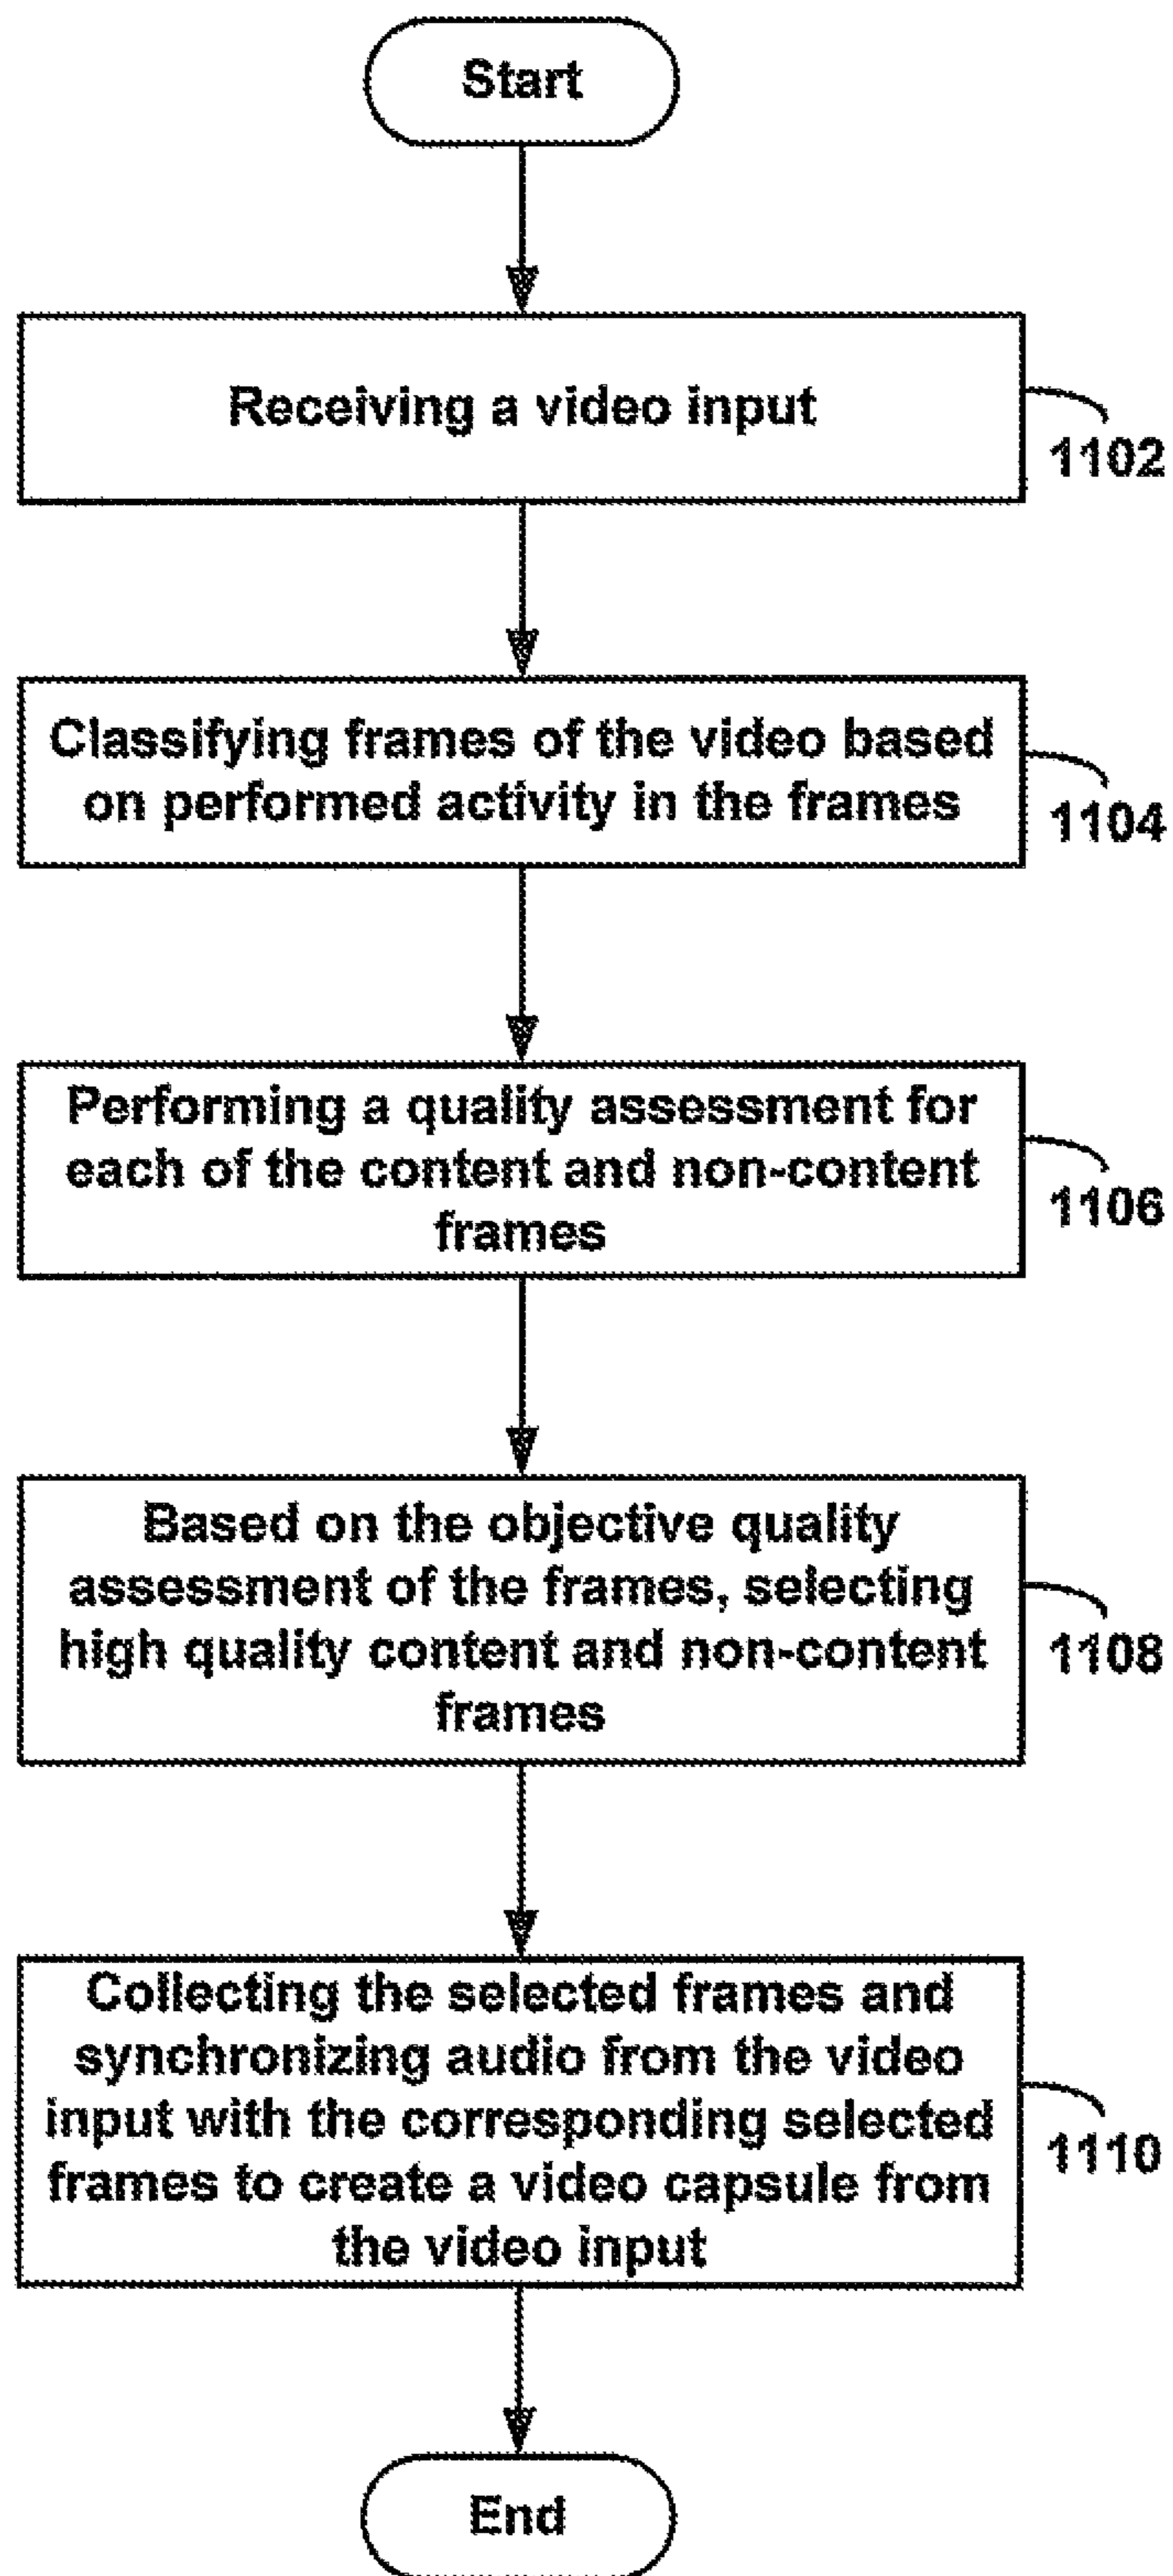 Start
Receiving a video input
1102
Classifying frames of the video based
on performed activity in the frames
1104
Performing a quality assessment for
each of the content and non-content
frames
1106
Based on the objective quality
assessment of the frames, selecting
high quality content and non-content
frames
1108
Collecting the selected frames and
synchronizing audio from the video
input with the corresponding selected
frames to create a video capsule from
the video input
1110
End